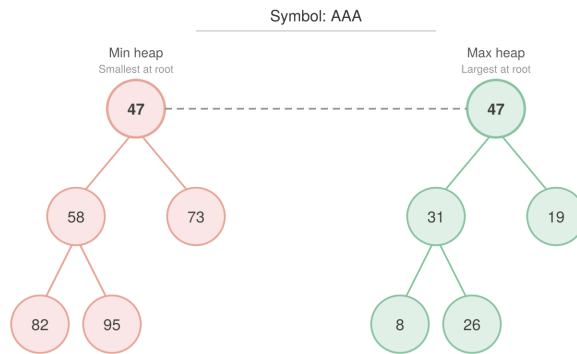 Symbol: AAA
Min heap
Smallest at root
47
58
73
82
95
Max heap
Largest at root
47
31
19
8
26